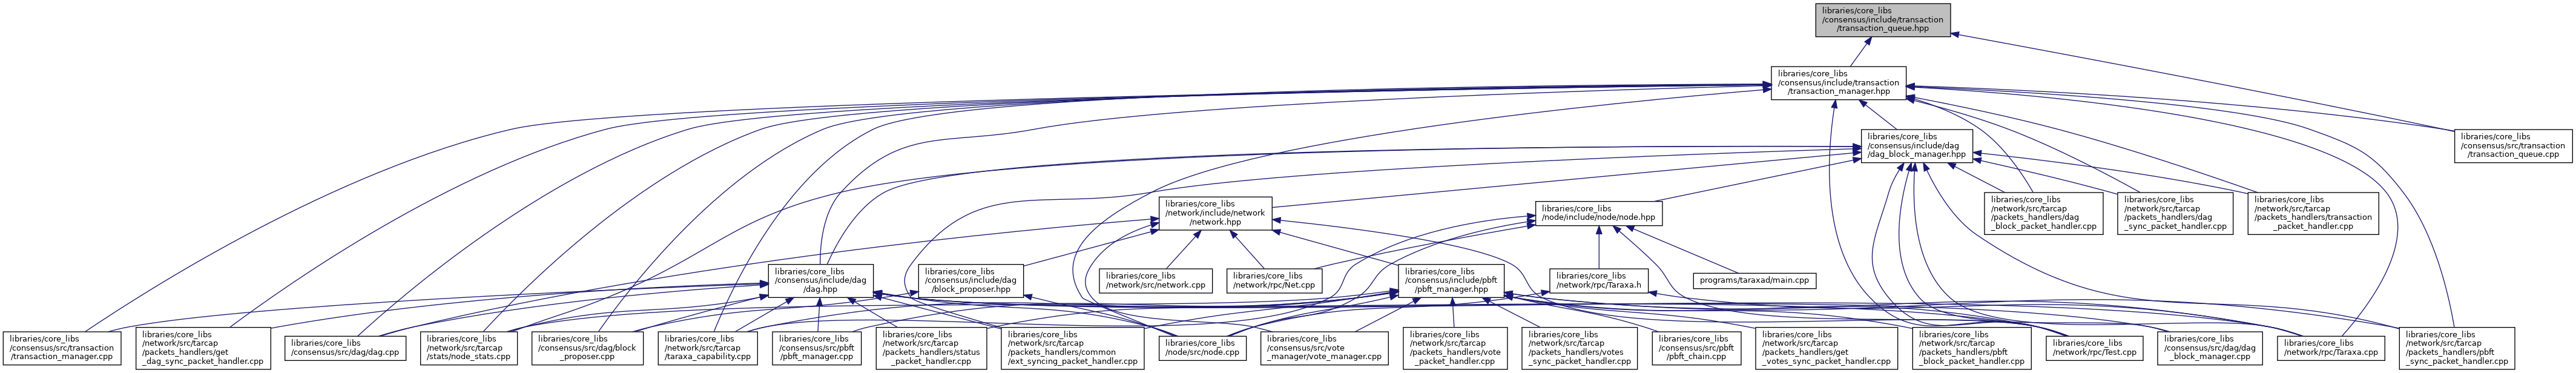 libraries/core_libs
/consensus/include/transaction
/transaction_queue.hpp
libraries/core_libs
/consensus/include/transaction
/transaction_manager.hpp
libraries/core_libs
/consensus/include/dag
/dag_block_manager.hpp
libraries/core_libs
/consensus/src/transaction
/transaction_queue.cpp
libraries/core_libs
/network/include/network
/network.hpp
libraries/core_libs
/node/include/node/node.hpp
libraries/core_libs
/network/src/tarcap
/packets_handlers/dag
_block_packet_handler.cpp
libraries/core_libs
/network/src/tarcap
/packets_handlers/dag
_sync_packet_handler.cpp
libraries/core_libs
/network/src/tarcap
/packets_handlers/transaction
_packet_handler.cpp
libraries/core_libs
/consensus/include/dag
/dag.hpp
libraries/core_libs
/consensus/include/dag
/block_proposer.hpp
libraries/core_libs
/network/src/network.cpp
libraries/core_libs
/network/rpc/Net.cpp
libraries/core_libs
/consensus/include/pbft
/pbft_manager.hpp
libraries/core_libs
/network/rpc/Taraxa.h
programs/taraxad/main.cpp
libraries/core_libs
/consensus/src/transaction
/transaction_manager.cpp
libraries/core_libs
/network/src/tarcap
/packets_handlers/get
_dag_sync_packet_handler.cpp
libraries/core_libs
/consensus/src/dag/dag.cpp
libraries/core_libs
/network/src/tarcap
/stats/node_stats.cpp
libraries/core_libs
/consensus/src/dag/block
_proposer.cpp
libraries/core_libs
/network/src/tarcap
/taraxa_capability.cpp
libraries/core_libs
/consensus/src/pbft
/pbft_manager.cpp
libraries/core_libs
/network/src/tarcap
/packets_handlers/status
_packet_handler.cpp
libraries/core_libs
/network/src/tarcap
/packets_handlers/common
/ext_syncing_packet_handler.cpp
libraries/core_libs
/node/src/node.cpp
libraries/core_libs
/consensus/src/vote
_manager/vote_manager.cpp
libraries/core_libs
/network/src/tarcap
/packets_handlers/vote
_packet_handler.cpp
libraries/core_libs
/network/src/tarcap
/packets_handlers/votes
_sync_packet_handler.cpp
libraries/core_libs
/consensus/src/pbft
/pbft_chain.cpp
libraries/core_libs
/network/src/tarcap
/packets_handlers/get
_votes_sync_packet_handler.cpp
libraries/core_libs
/network/src/tarcap
/packets_handlers/pbft
_block_packet_handler.cpp
libraries/core_libs
/network/rpc/Test.cpp
libraries/core_libs
/consensus/src/dag/dag
_block_manager.cpp
libraries/core_libs
/network/rpc/Taraxa.cpp
libraries/core_libs
/network/src/tarcap
/packets_handlers/pbft
_sync_packet_handler.cpp